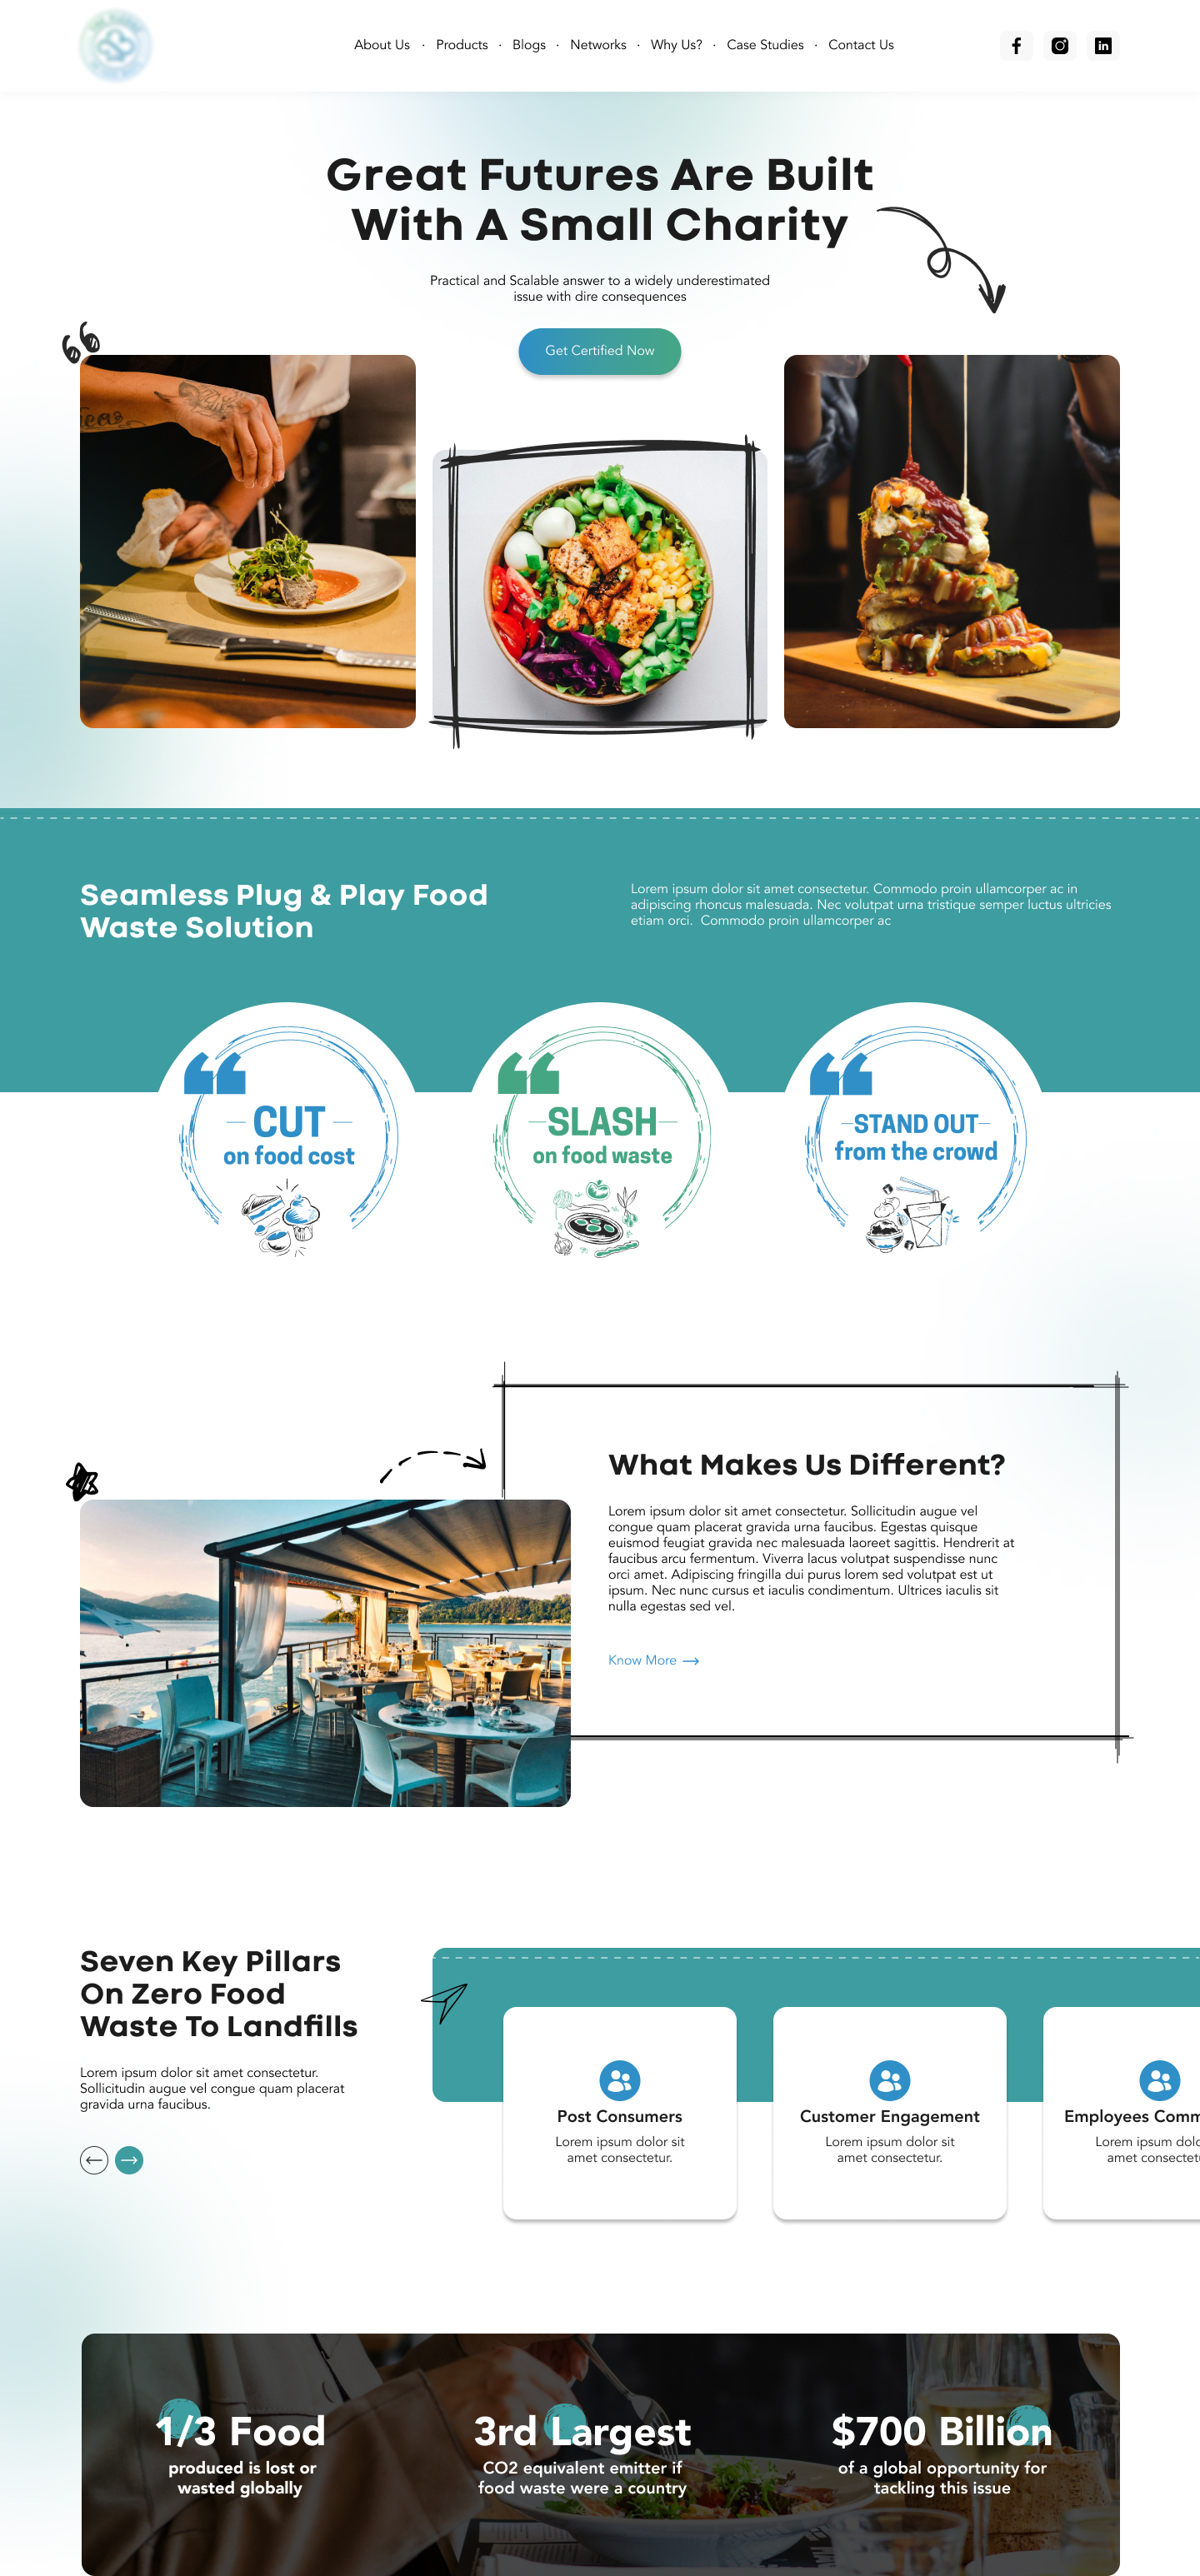 About Us · Products · Blogs · Networks · Why Us? · Case Studies · Contact Us
Great Futures Are Built
With A Small Charity
Practical and Scalable answer to a widely underestimated
issue with dire consequences
Get Certified Now
Seamless Plug & Play Food
Waste Solution
Lorem ipsum dolor sit amet consectetur. Commodo proin ullamcorper ac in
adipiscing rhoncus malesuada. Nec volutpat urna tristique semper luctus ultricies
etiam orci.  Commodo proin ullamcorper ac
CUT
on food cost
SLASH
on food waste
STAND OUT
from the crowd
What Makes Us Different?
Lorem ipsum dolor sit amet consectetur. Sollicitudin augue vel
congue quam placerat gravida urna faucibus. Egestas quisque
euismod feugiat gravida nec malesuada laoreet sagittis. Hendrerit at
faucibus arcu fermentum. Viverra lacus volutpat suspendisse nunc
orci amet. Adipiscing fringilla dui purus lorem sed volutpat est ut
ipsum. Nec nunc cursus et iaculis condimentum. Ultrices iaculis sit
nulla egestas sed vel.
Know More
Seven Key Pillars
On Zero Food
Waste To Landfills
Lorem ipsum dolor sit amet consectetur.
Sollicitudin augue vel congue quam placerat
gravida urna faucibus.
Post Consumers
Lorem ipsum dolor sit
amet consectetur.
Customer Engagement
Lorem ipsum dolor sit
amet consectetur.
Employees Comm
Lorem ipsum dolo
amet consectetu
1/3 Food
produced is lost or
wasted globally
3rd Largest
CO2 equivalent emitter if
food waste were a country
$700 Billion
of a global opportunity for
tackling this issue